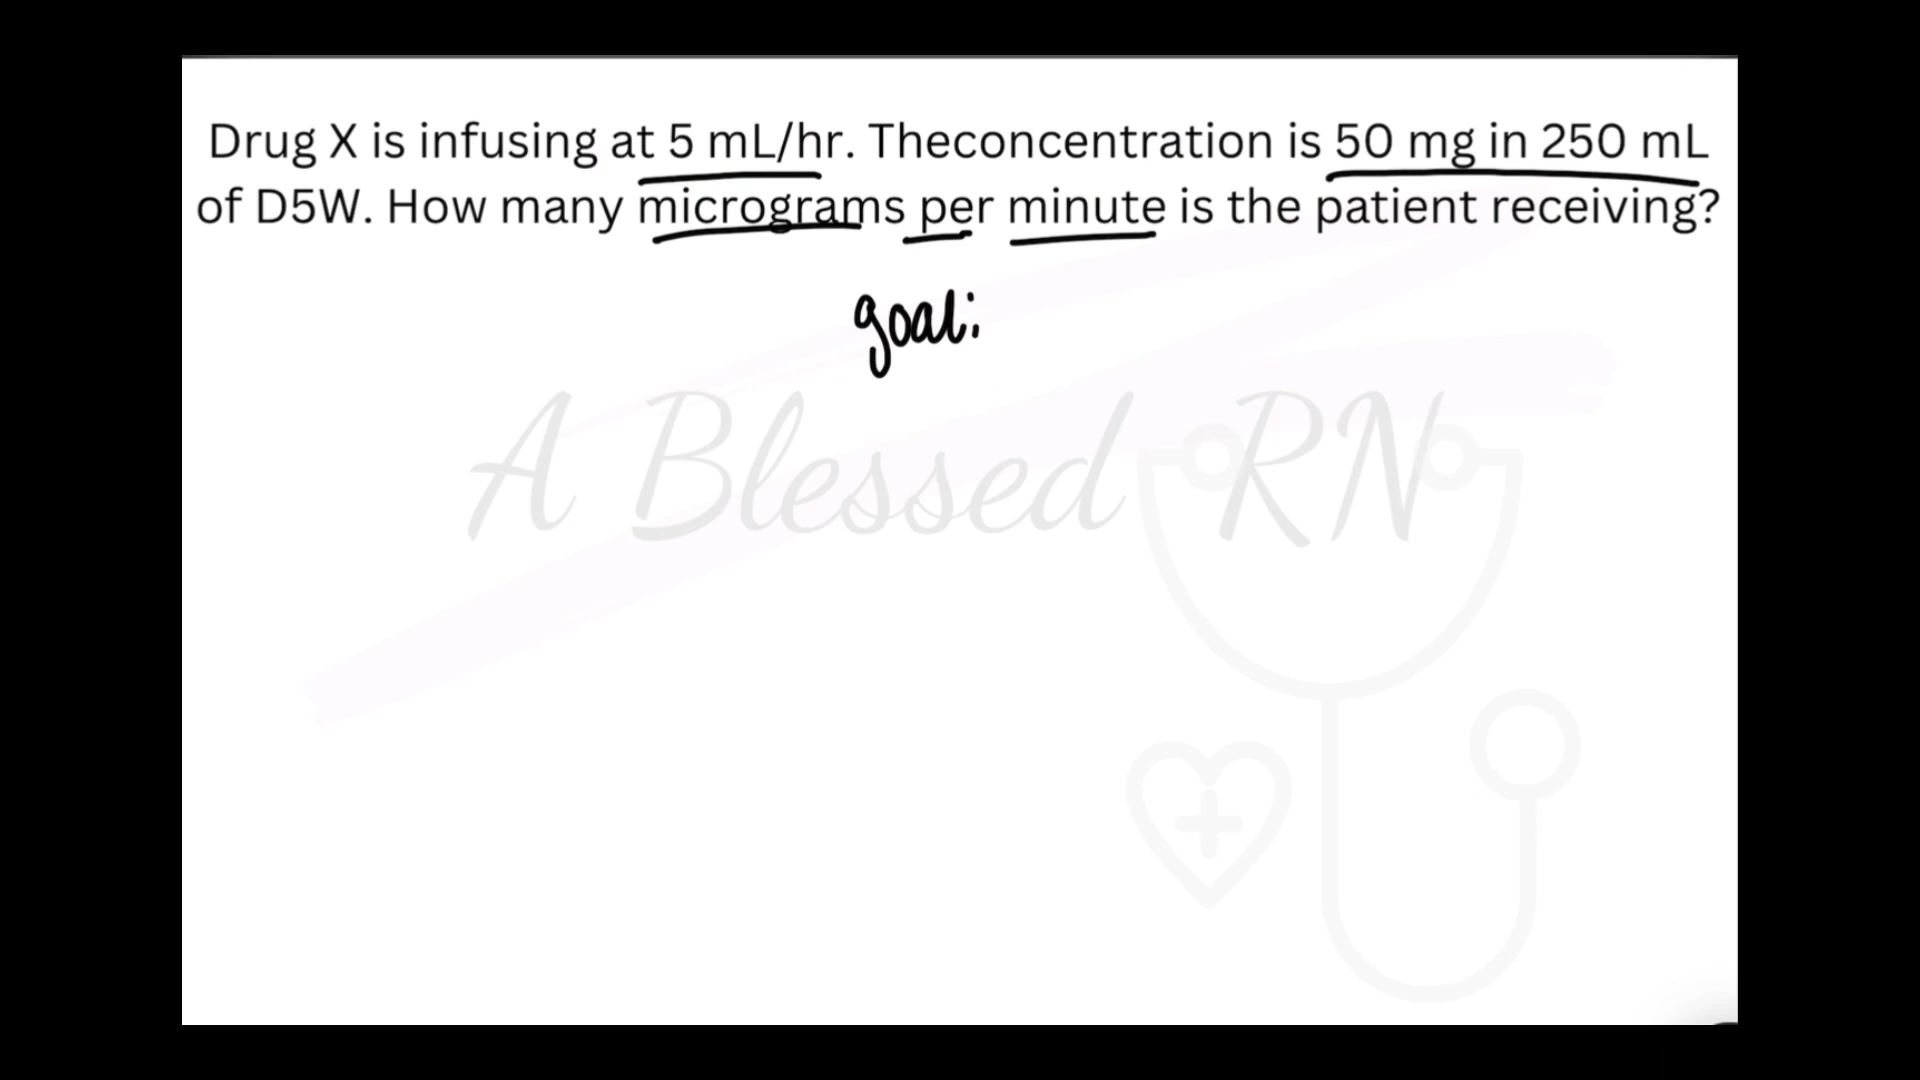 Drug X is infusing at 5 mL/hr. Theconcentration is 50 mg in 250 mL
of D5W. How many micrograms per minute is the patient receiving?
goal:
A Blessed RN